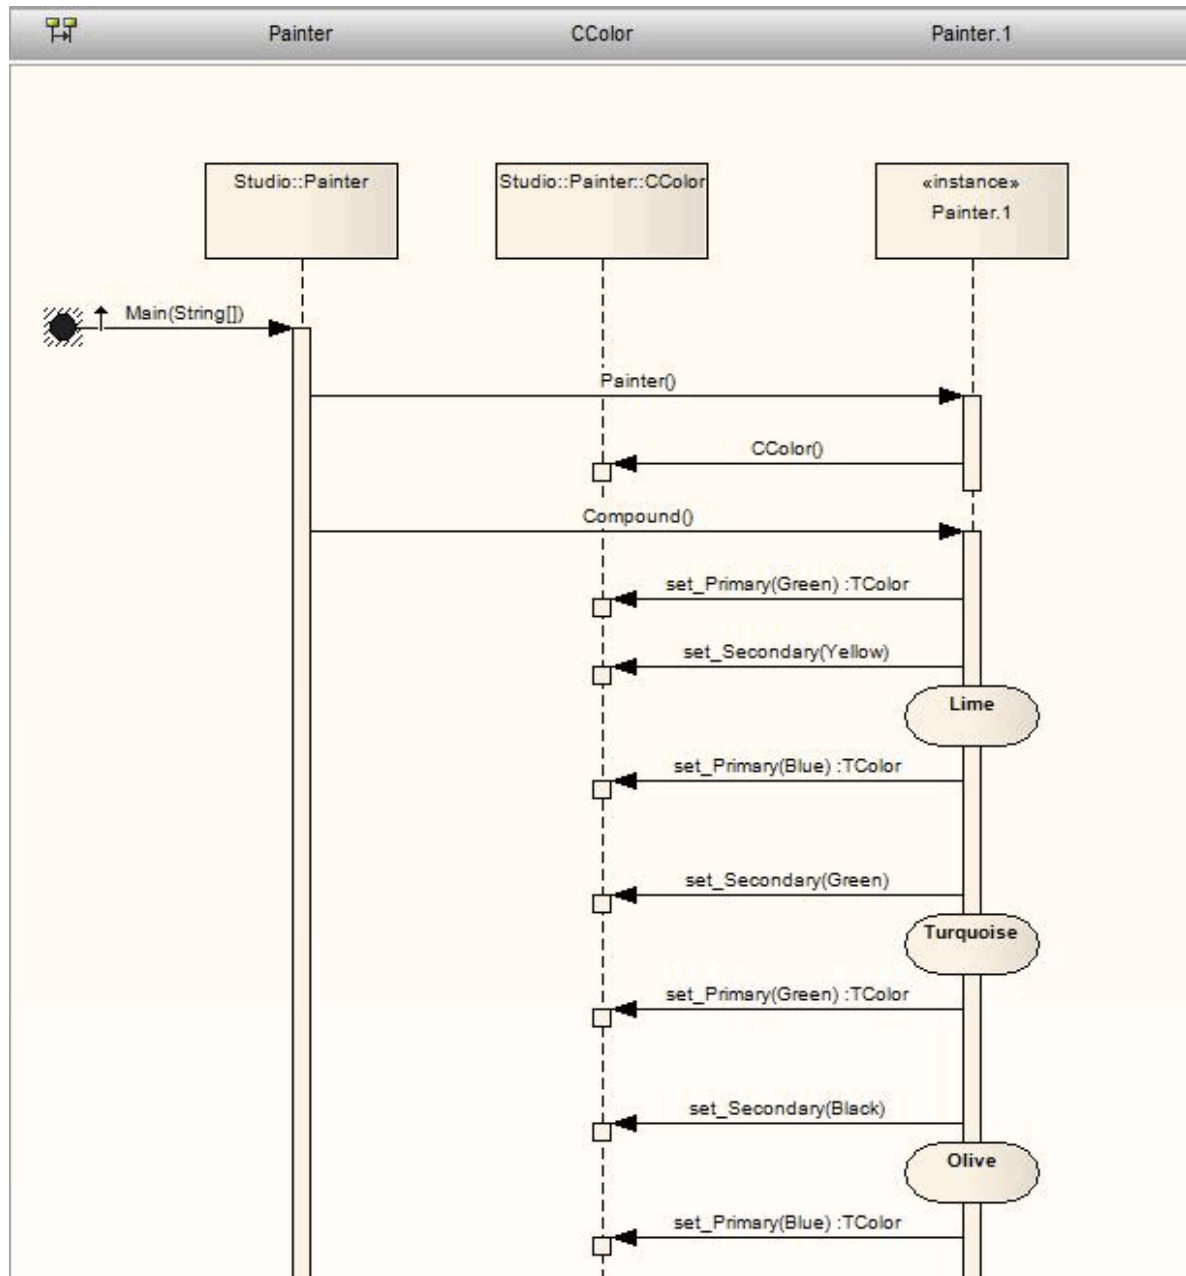 Painter CColor Painter.1
Studio::Painter Studio::Painter::CColor «instance»
Painter.1
Main(String[])
Painter()
CColor()
Compound()
set_Primary(Green) :TColor
set_Secondary(Yellow)
Lime
set_Primary(Blue) :TColor
set_Secondary(Green)
Turquoise
set_Primary(Green) :TColor
set_Secondary(Black)
Olive
set_Primary(Blue) :TColor